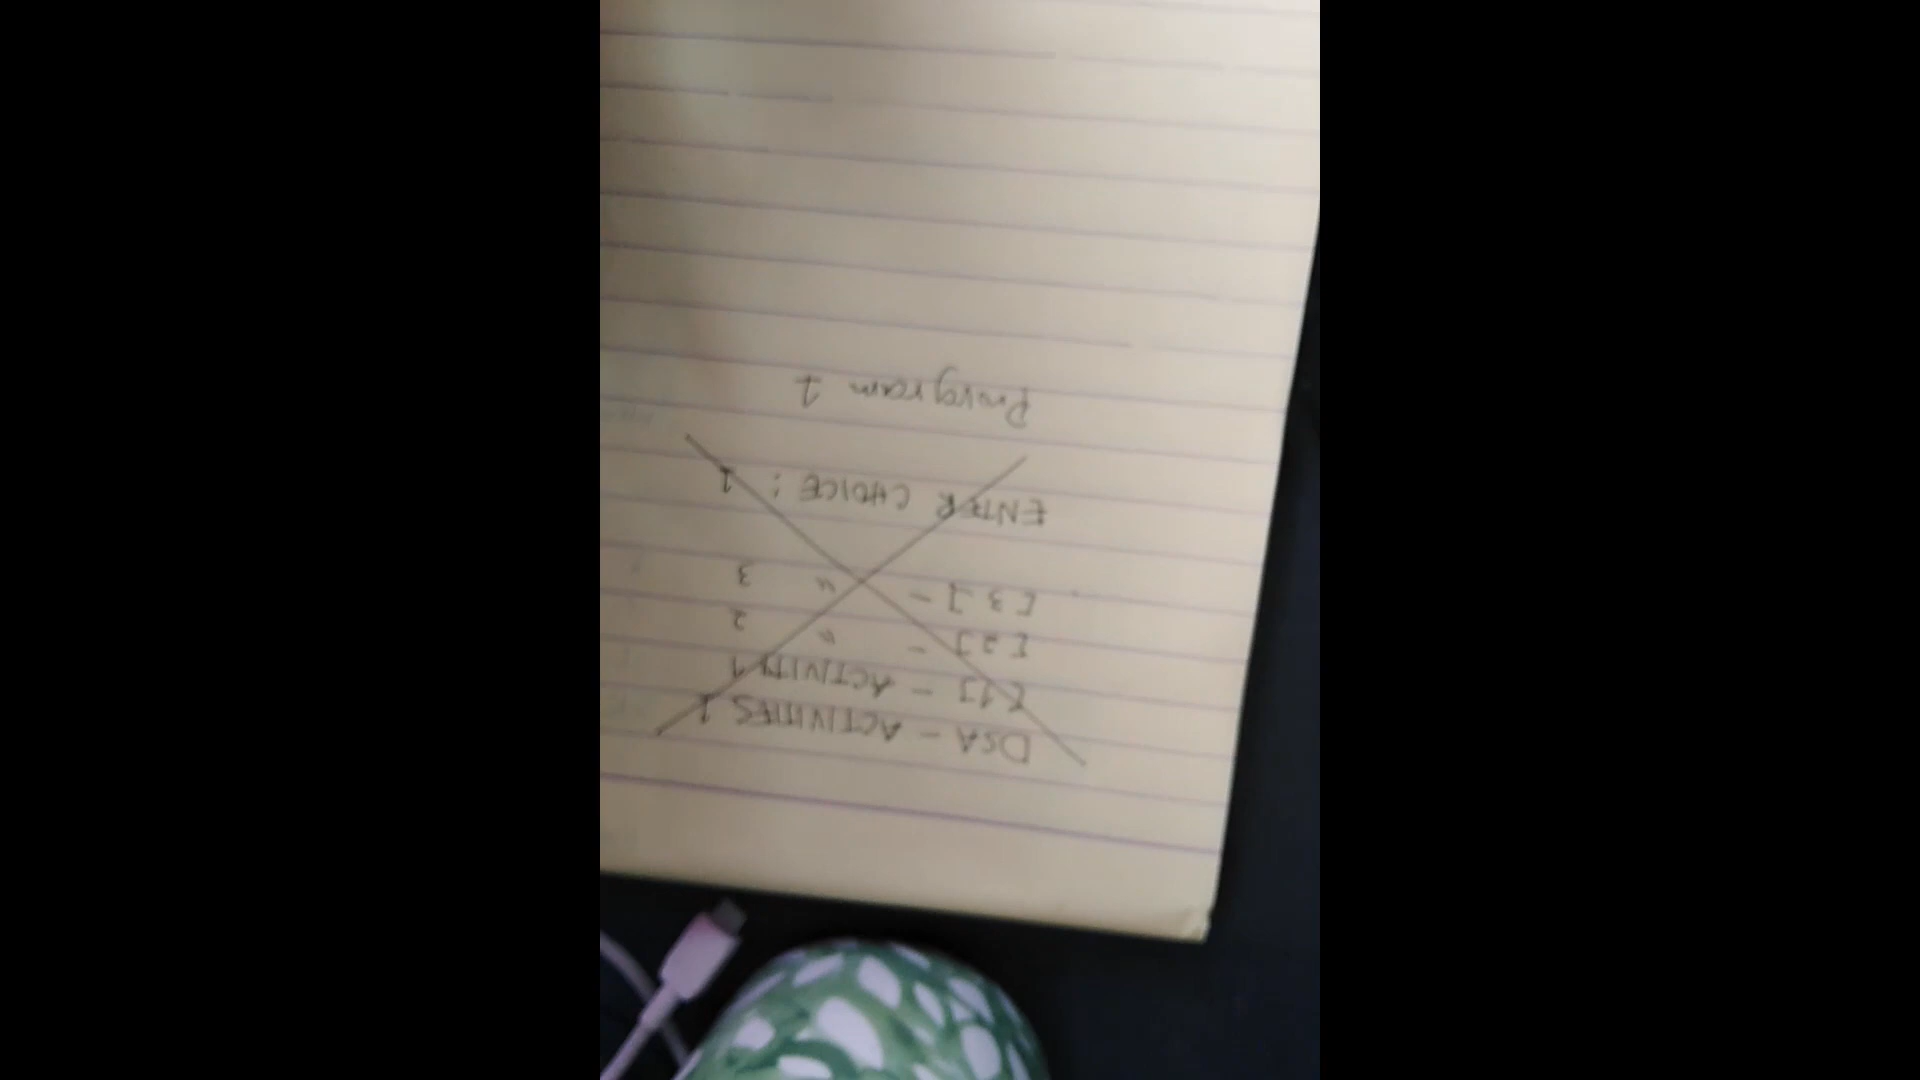 DSA - ACTIVITIES 1
[1] - ACTIVITY 1
[2] - " 2
[3] - " 3
ENTER CHOICE : 1
Program 1